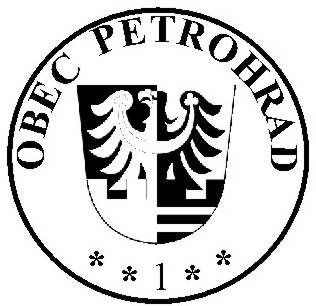 OBEC PETROHRAD
* * 1 * *